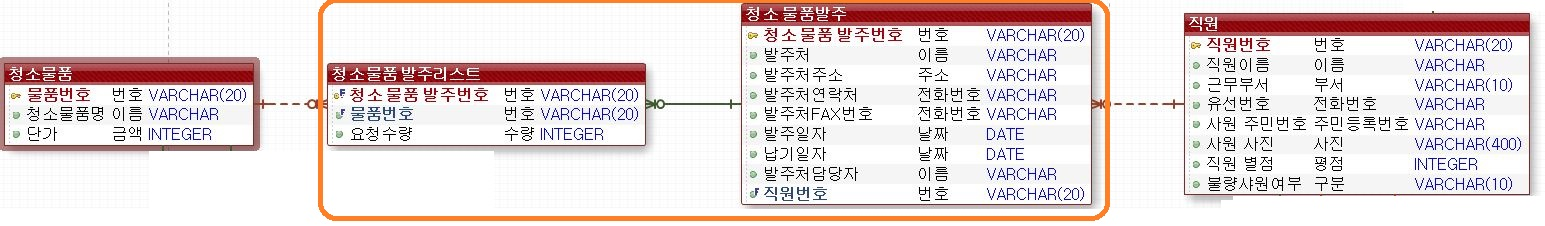 청소물품
물품번호 번호 VARCHAR(20)
청소물품명 이름 VARCHAR
단가 금액 INTEGER
청소물품 발주리스트
청소 물품 발주번호 번호 VARCHAR(20)
물품번호 번호 VARCHAR(20)
요청수량 수량 INTEGER
청소 물품발주
청소 물품 발주번호 번호 VARCHAR(20)
발주처 이름 VARCHAR
발주처주소 주소 VARCHAR
발주처연락처 전화번호 VARCHAR
발주처FAX번호 전화번호 VARCHAR
발주일자 날짜 DATE
납기일자 날짜 DATE
발주처담당자 이름 VARCHAR
직원번호 번호 VARCHAR(20)
직원
직원번호 번호 VARCHAR(20)
직원이름 이름 VARCHAR
근무부서 부서 VARCHAR(10)
유선번호 전화번호 VARCHAR
사원 주민번호 주민등록번호 VARCHAR
사원 사진 사진 VARCHAR(400)
직원 별점 평점 INTEGER
불량사원여부 구분 VARCHAR(10)